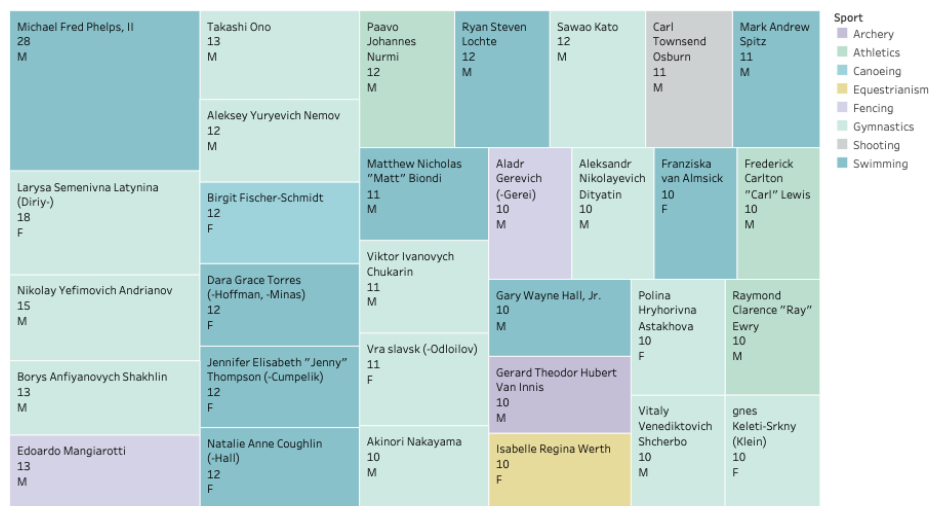 Michael Fred Phelps, II
28
M
Larysa Semenivna Latynina
(Diriy-)
18
F
Nikolay Yefimovich Andrianov
15
M
Borys Anfiyanovych Shakhlin
13
M
Edoardo Mangiarotti
13
M
Takashi Ono
13
M
Aleksey Yuryevich Nemov
12
M
Birgit Fischer-Schmidt
12
F
Dara Grace Torres
(-Hoffman, -Minas)
12
F
Jennifer Elisabeth "Jenny"
Thompson (-Cumpelik)
12
F
Natalie Anne Coughlin
(-Hall)
12
F
Paavo
Johannes
Nurmi
12
M
Ryan Steven
Lochte
12
M
Sawao Kato
12
M
Carl
Townsend
Osburn
11
M
Mark Andrew
Spitz
11
M
Matthew Nicholas
"Matt" Biondi
11
M
Viktor Ivanovych
Chukarin
11
M
Vra slavsk (-Odloilov)
11
F
Akinori Nakayama
10
M
Aladr
Gerevich
(-Gerei)
10
M
Aleksandr
Nikolayevich
Dityatin
10
M
Franziska
van Almsick
10
F
Frederick
Carlton
"Carl" Lewis
10
M
Gary Wayne Hall, Jr.
10
M
Gerard Theodor Hubert
Van Innis
10
M
Isabelle Regina Werth
10
F
Polina
Hryhorivna
Astakhova
10
F
Raymond
Clarence "Ray"
Ewry
10
M
Vitaly
Venediktovich
Shcherbo
10
M
gnes
Keleti-Srkny
(Klein)
10
F
Sport
Archery
Athletics
Canoeing
Equestrianism
Fencing
Gymnastics
Shooting
Swimming